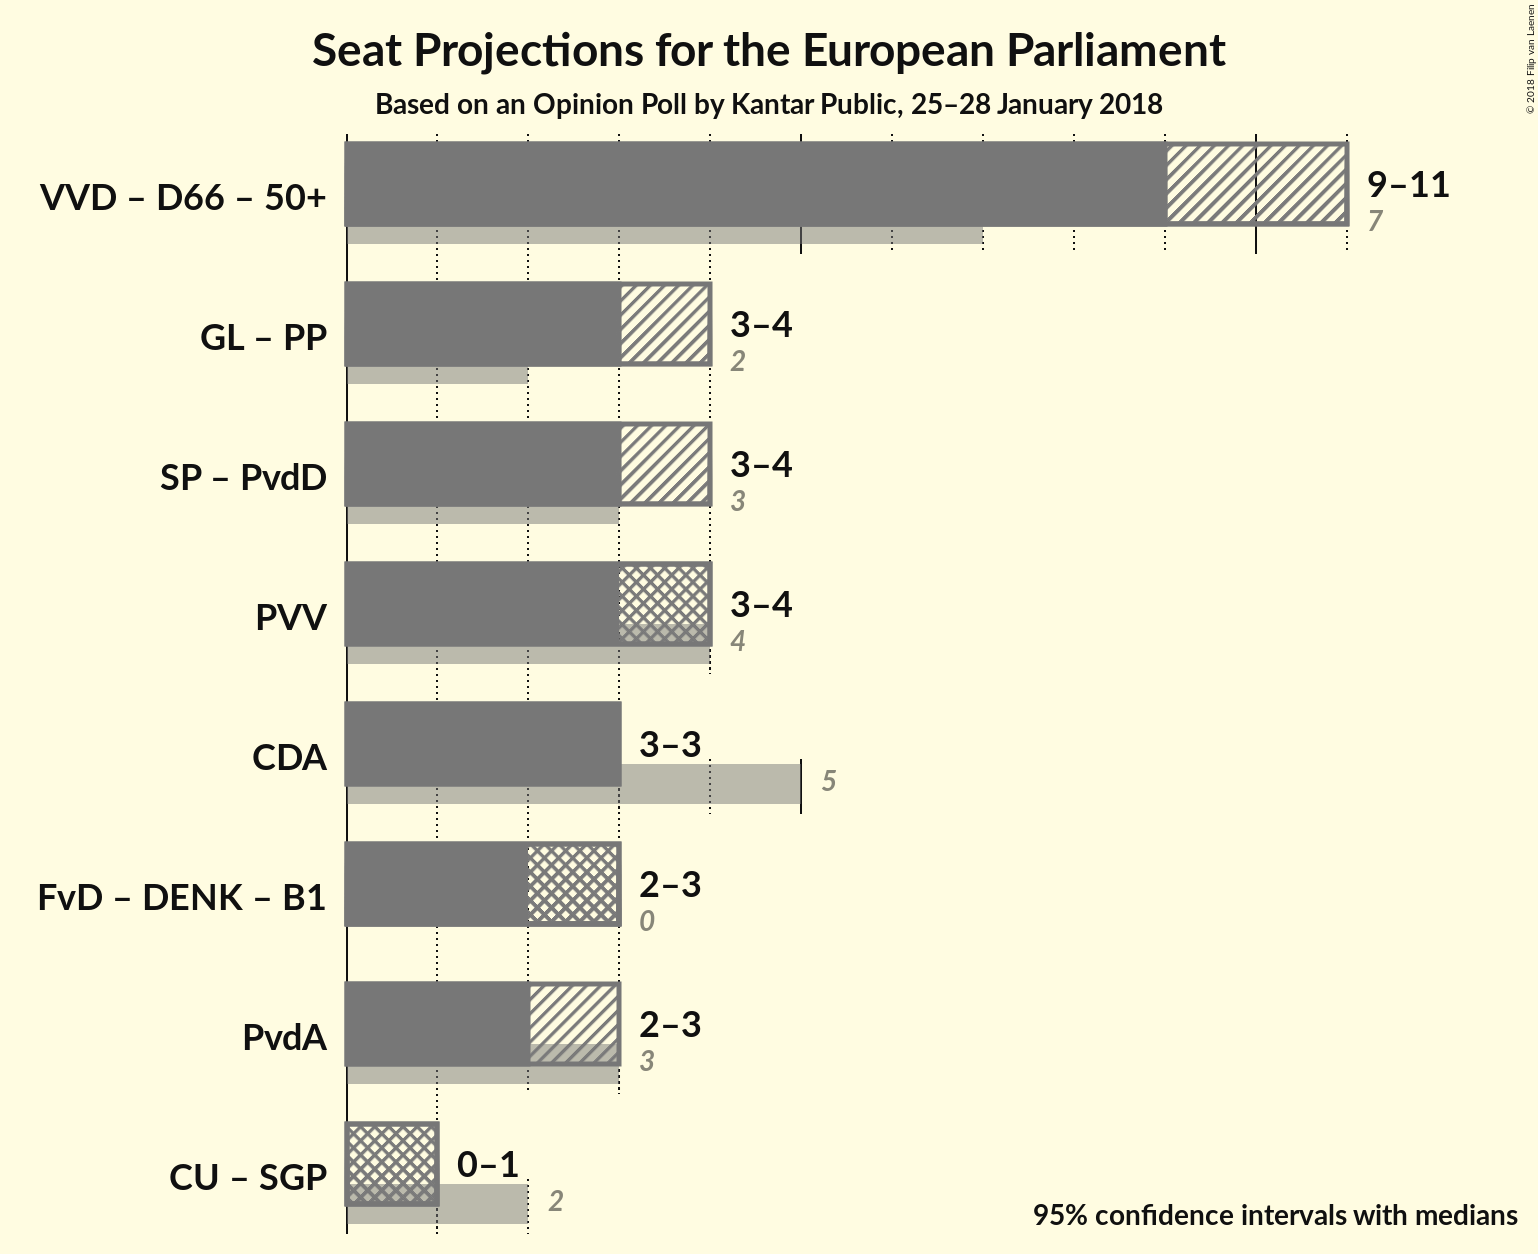 Seat Projections for the European Parliament
Based on an Opinion Poll by Kantar Public, 25–28 January 2018
© 2018 Filip van Laenen
VVD – D66 – 50+
9–11
7
GL – PP
3–4
2
SP – PvdD
3–4
3
PVV
3–4
4
CDA
3–3
5
FvD – DENK – B1
2–3
0
PvdA
2–3
3
CU – SGP
0–1
2
95% confidence intervals with medians